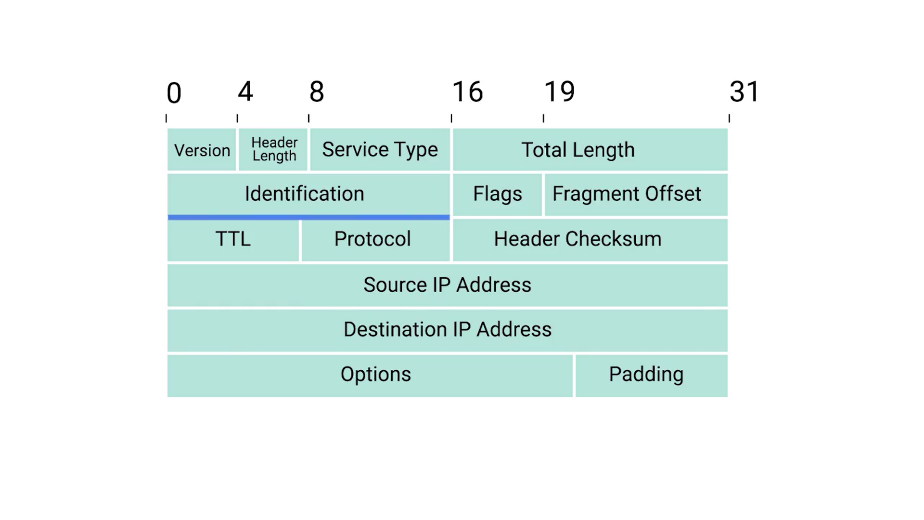 0 4 8 16 19 31
Version Header Length Service Type Total Length
Identification Flags Fragment Offset
TTL Protocol Header Checksum
Source IP Address
Destination IP Address
Options Padding